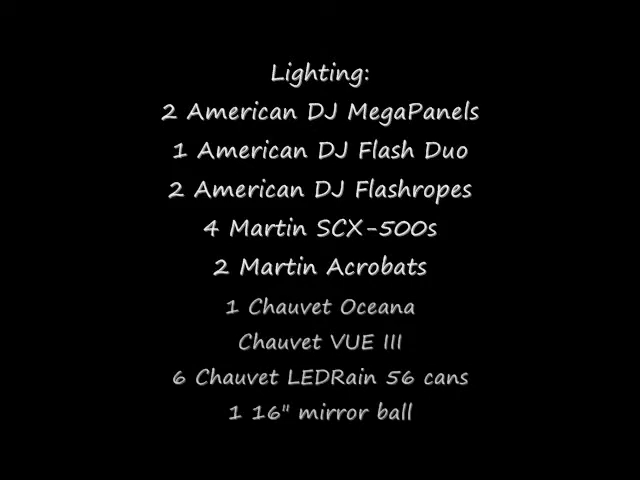 Lighting:
2 American DJ MegaPanels
1 American DJ Flash Duo
2 American DJ Flashropes
4 Martin SCX-500s
2 Martin Acrobats
1 Chauvet Oceana
Chauvet VUE III
6 Chauvet LEDRain 56 cans
1 16" mirror ball